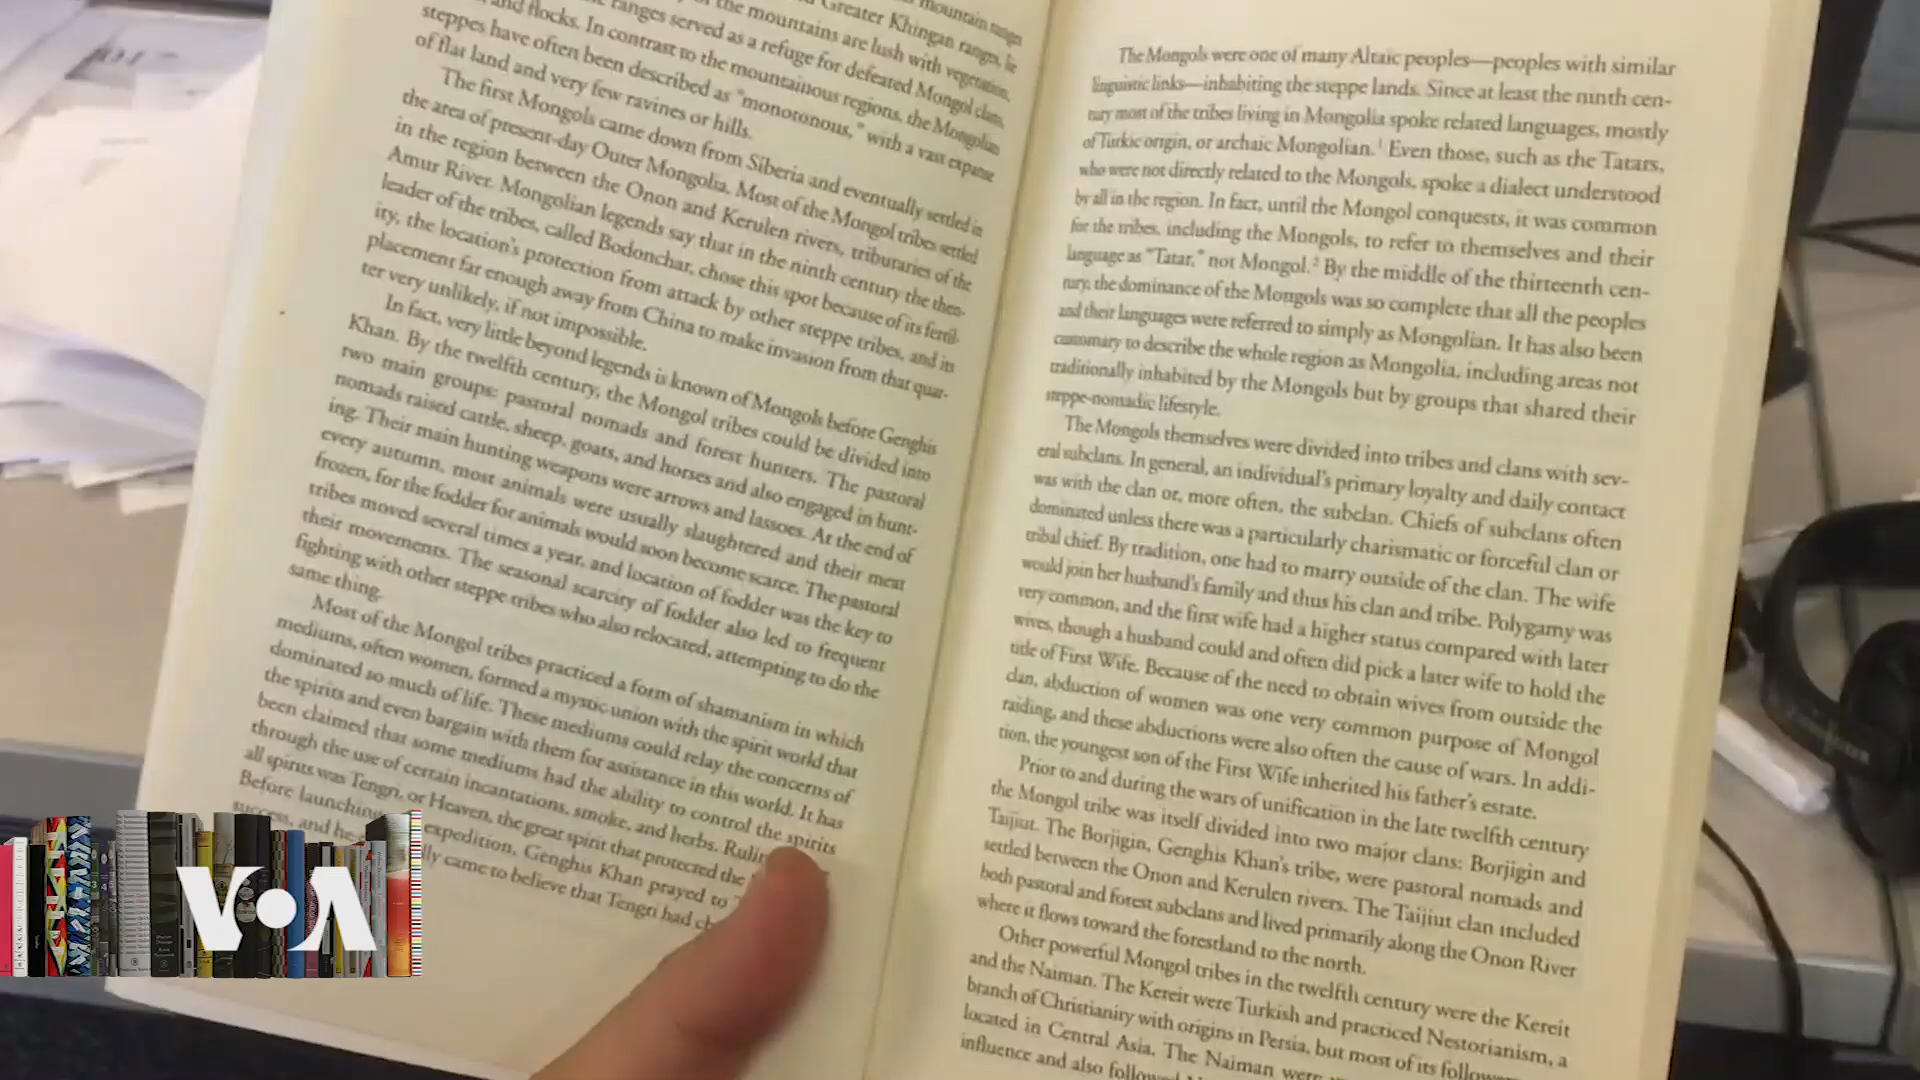 mountain ranges
Greater Khingan ranges, lie
of the mountains are lush with vegetation,
ranges served as a refuge for defeated Mongol clans,
and flocks. In contrast to the mountainous regions, the Mongolian
steppes have often been described as "monotonous," with a vast expanse
of flat land and very few ravines or hills.
The first Mongols came down from Siberia and eventually settled in
the area of present-day Outer Mongolia. Most of the Mongol tribes settled
in the region between the Onon and Kerulen rivers, tributaries of the
Amur River. Mongolian legends say that in the ninth century the then-
leader of the tribes, called Bodonchar, chose this spot because of its fertil-
ity, the location's protection from attack by other steppe tribes, and its
placement far enough away from China to make invasion from that quar-
ter very unlikely, if not impossible.
In fact, very little beyond legends is known of Mongols before Genghis
Khan. By the twelfth century, the Mongol tribes could be divided into
two main groups: pastoral nomads and forest hunters. The pastoral
nomads raised cattle, sheep, goats, and horses and also engaged in hunt-
ing. Their main hunting weapons were arrows and lassoes. At the end of
every autumn, most animals were usually slaughtered and their meat
frozen, for the fodder for animals would soon become scarce. The pastoral
tribes moved several times a year, and location of fodder was the key to
their movements. The seasonal scarcity of fodder also led to frequent
fighting with other steppe tribes who also relocated, attempting to do the
same thing.
Most of the Mongol tribes practiced a form of shamanism in which
mediums, often women, formed a mystic union with the spirit world that
dominated so much of life. These mediums could relay the concerns of
the spirits and even bargain with them for assistance in this world. It has
been claimed that some mediums had the ability to control the spirits
through the use of certain incantations, smoke, and herbs.
all spirits was Tengri, or Heaven, the great spirit that protected the
Before expedition, Genghis Khan prayed to
success, and came to believe that Tengri had
The Mongols were one of many Altaic peoples—peoples with similar
linguistic links—inhabiting the steppe lands. Since at least the ninth cen-
tury most of the tribes living in Mongolia spoke related languages, mostly
of Turkic origin, or archaic Mongolian.1 Even those, such as the Tatars,
who were not directly related to the Mongols, spoke a dialect understood
by all in the region. In fact, until the Mongol conquests, it was common
for the tribes, including the Mongols, to refer to themselves and their
language as "Tatar," not Mongol.2 By the middle of the thirteenth cen-
tury, the dominance of the Mongols was so complete that all the peoples
and their languages were referred to simply as Mongolian. It has also been
customary to describe the whole region as Mongolia, including areas not
traditionally inhabited by the Mongols but by groups that shared their
steppe-nomadic lifestyle.
The Mongols themselves were divided into tribes and clans with sev-
eral subclans. In general, an individual's primary loyalty and daily contact
was with the clan or, more often, the subclan. Chiefs of subclans often
dominated unless there was a particularly charismatic or forceful clan or
tribal chief. By tradition, one had to marry outside of the clan. The wife
would join her husband's family and thus his clan and tribe. Polygamy was
very common, and the first wife had a higher status compared with later
wives, though a husband could and often did pick a later wife to hold the
title of First Wife. Because of the need to obtain wives from outside the
clan, abduction of women was one very common purpose of Mongol
raiding, and these abductions were also often the cause of wars. In addi-
tion, the youngest son of the First Wife inherited his father's estate.
Prior to and during the wars of unification in the late twelfth century
the Mongol tribe was itself divided into two major clans: Borjigin and
Taijiut. The Borjigin, Genghis Khan's tribe, were pastoral nomads and
settled between the Onon and Kerulen rivers. The Taijiut clan included
both pastoral and forest subclans and lived primarily along the Onon River
where it flows toward the forestland to the north.
Other powerful Mongol tribes in the twelfth century were the Kereit
and the Naiman. The Kereit were Turkish and practiced Nestorianism, a
branch of Christianity with origins in Persia, but most of its
located in Central Asia. The Naiman were
influence and also
VOA